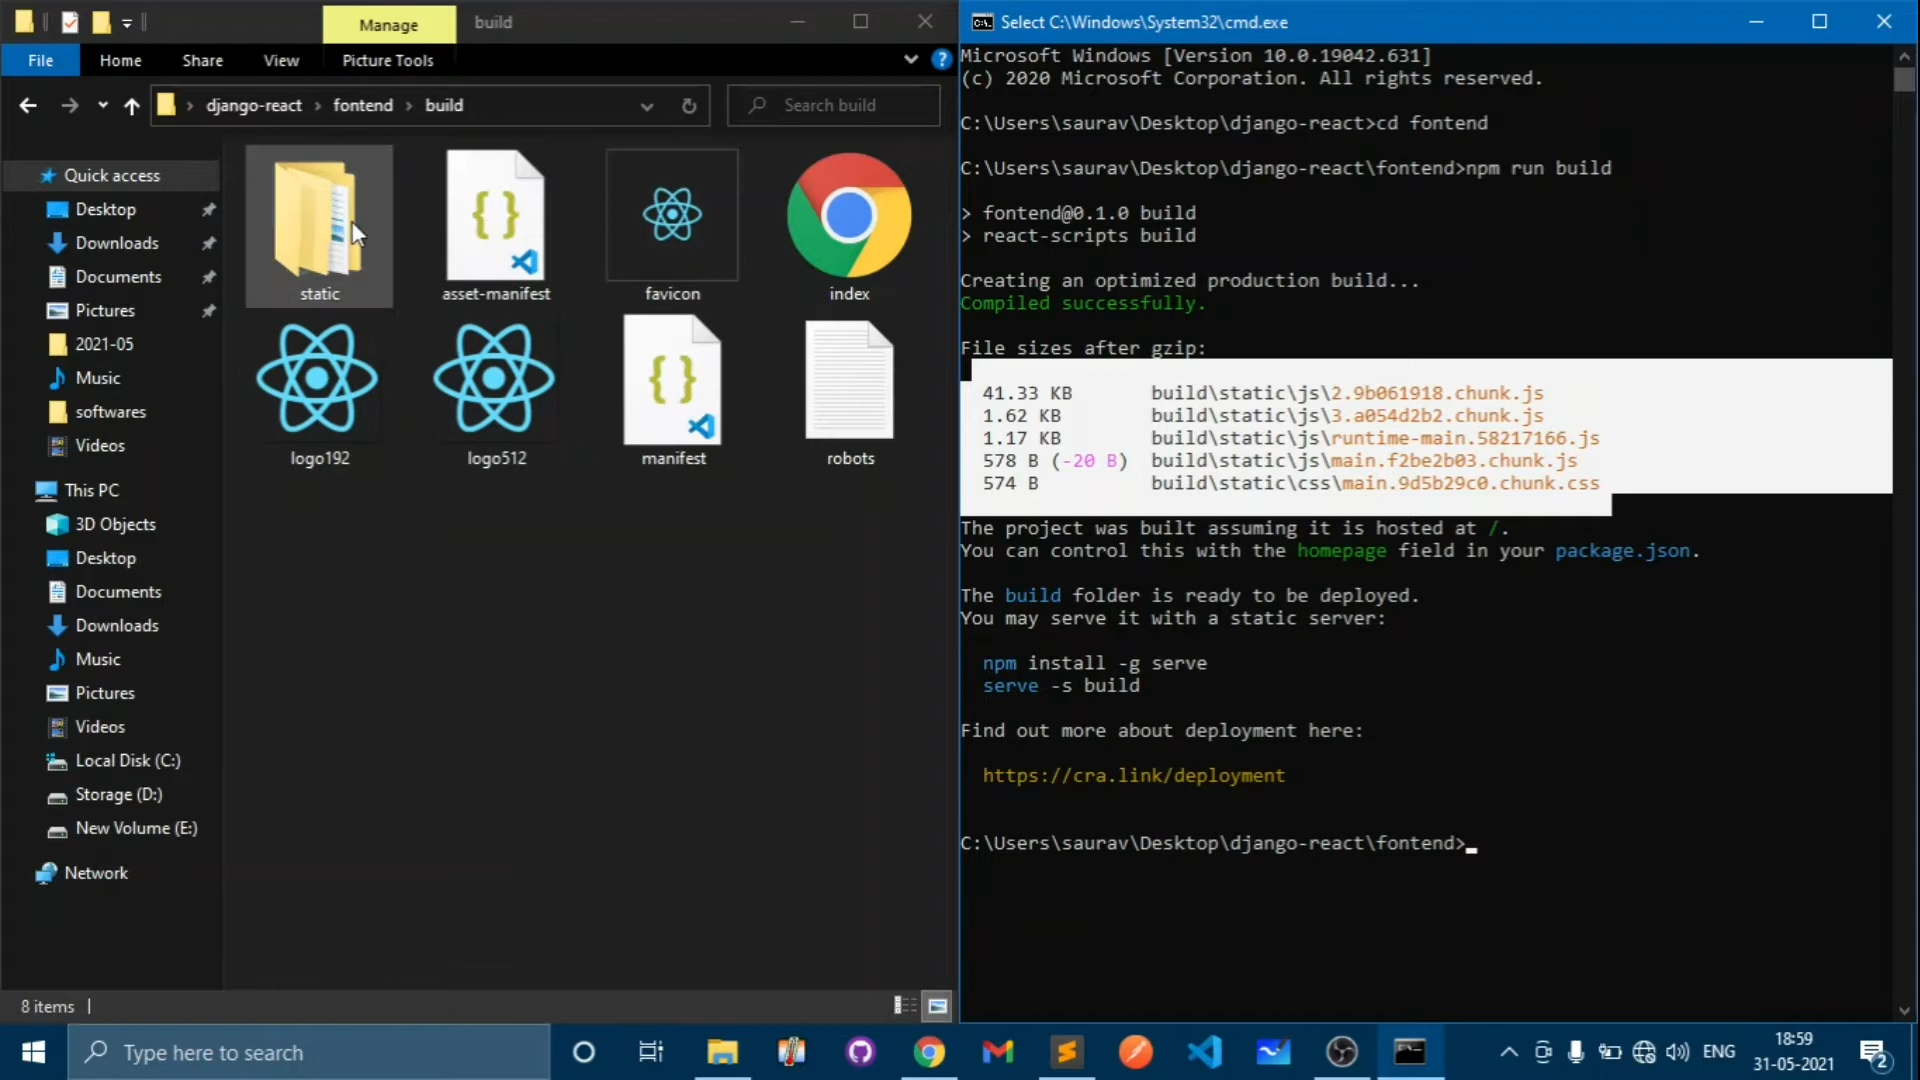 Manage
build
File
Home
Share
View
Picture Tools
django-react
fontend
build
Search build
Quick access
Desktop
Downloads
Documents
Pictures
2021-05
Music
softwares
Videos
This PC
3D Objects
Desktop
Documents
Downloads
Music
Pictures
Videos
Local Disk (C:)
Storage (D:)
New Volume (E:)
Network
static
asset-manifest
favicon
index
logo192
logo512
manifest
robots
8 items
Select C:\Windows\System32\cmd.exe
Microsoft Windows [Version 10.0.19042.631]
(c) 2020 Microsoft Corporation. All rights reserved.
C:\Users\saurav\Desktop\django-react>cd fontend
C:\Users\saurav\Desktop\django-react\fontend>npm run build
> fontend@0.1.0 build
> react-scripts build
Creating an optimized production build...
Compiled successfully.
File sizes after gzip:
41.33 KB build\static\js\2.9b061918.chunk.js
1.62 KB build\static\js\3.a054d2b2.chunk.js
1.17 KB build\static\js\runtime-main.58217166.js
578 B (-20 B) build\static\js\main.f2be2b03.chunk.js
574 B build\static\css\main.9d5b29c0.chunk.css
The project was built assuming it is hosted at /.
You can control this with the homepage field in your package.json.
The build folder is ready to be deployed.
You may serve it with a static server:
npm install -g serve
serve -s build
Find out more about deployment here:
https://cra.link/deployment
C:\Users\saurav\Desktop\django-react\fontend>
Type here to search
ENG
18:59
31-05-2021
2